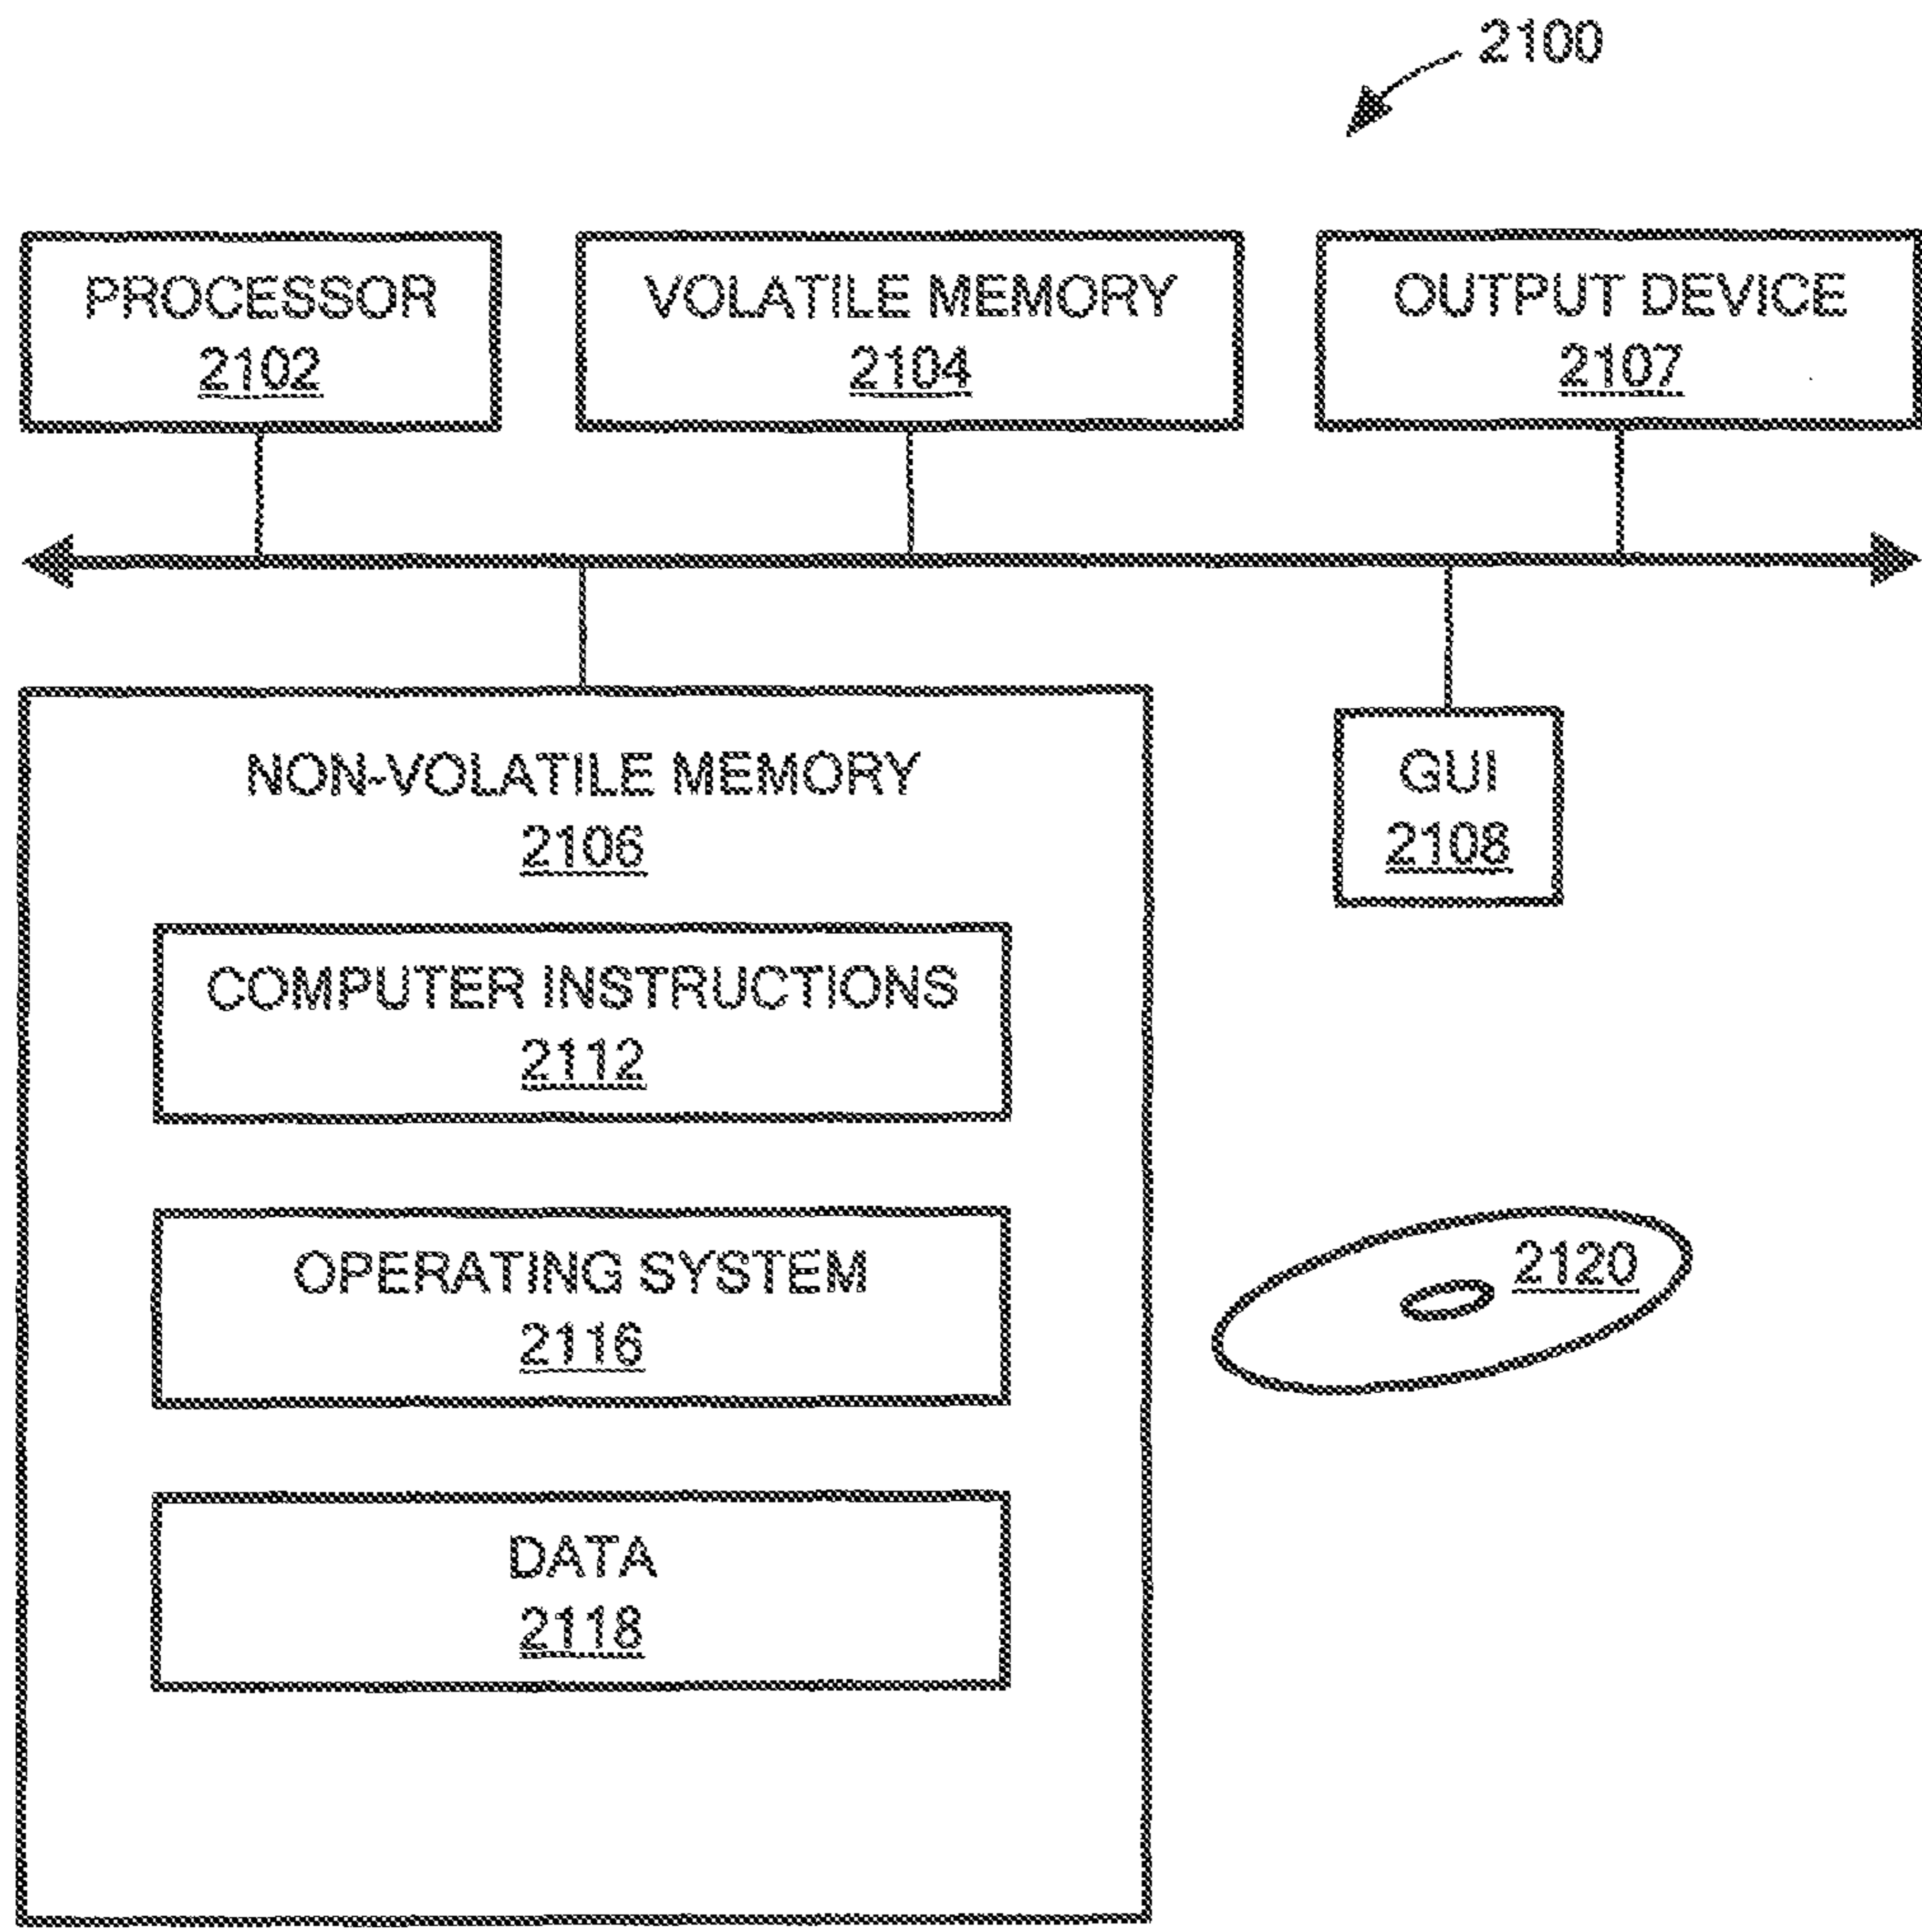 2100
PROCESSOR
2102
VOLATILE MEMORY
2104
OUTPUT DEVICE
2107
NON-VOLATILE MEMORY
2106
GUI
2108
COMPUTER INSTRUCTIONS
2112
OPERATING SYSTEM
2116
2120
DATA
2118